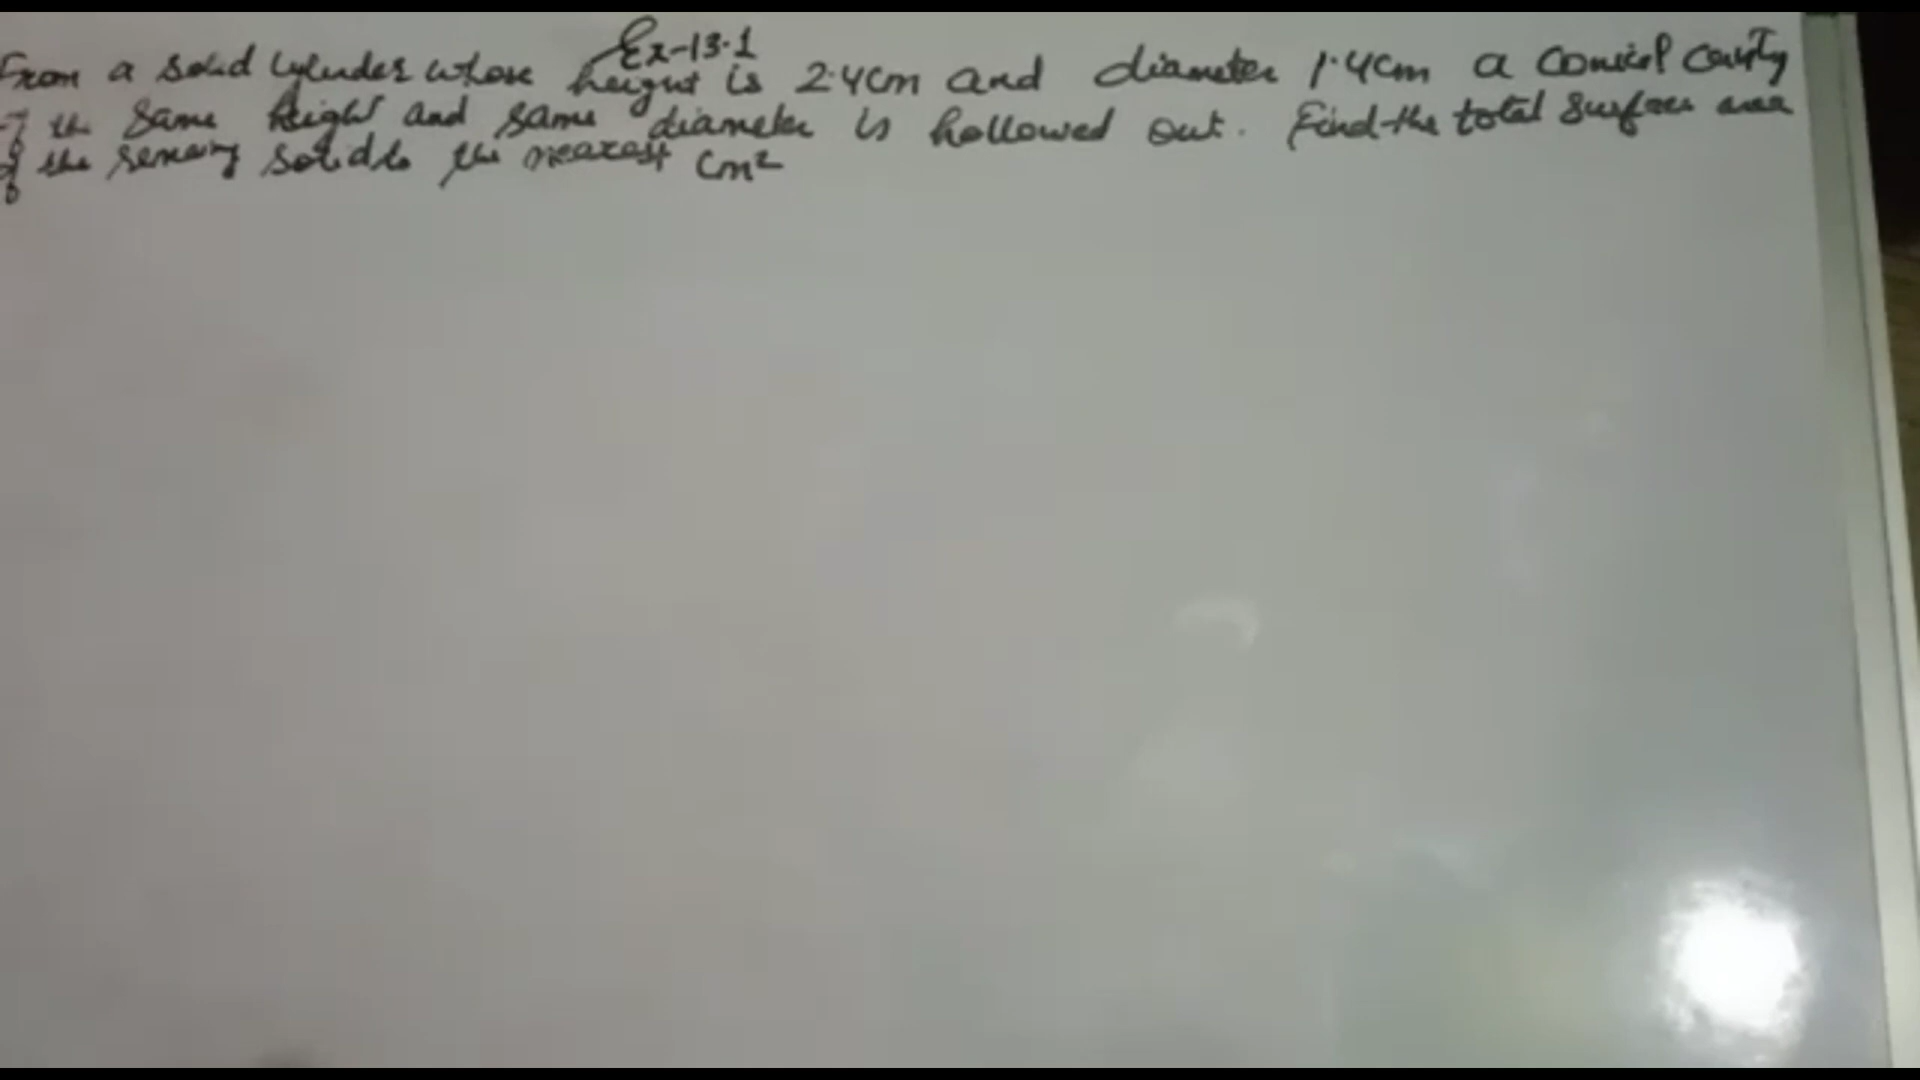 Ex-13.1
From a solid cylinder whose height is 2.4cm and diameter 1.4cm a conical cavity
of the same height and same diameter is hollowed out. Find the total surface area
of the remaing solid to the nearest cm²